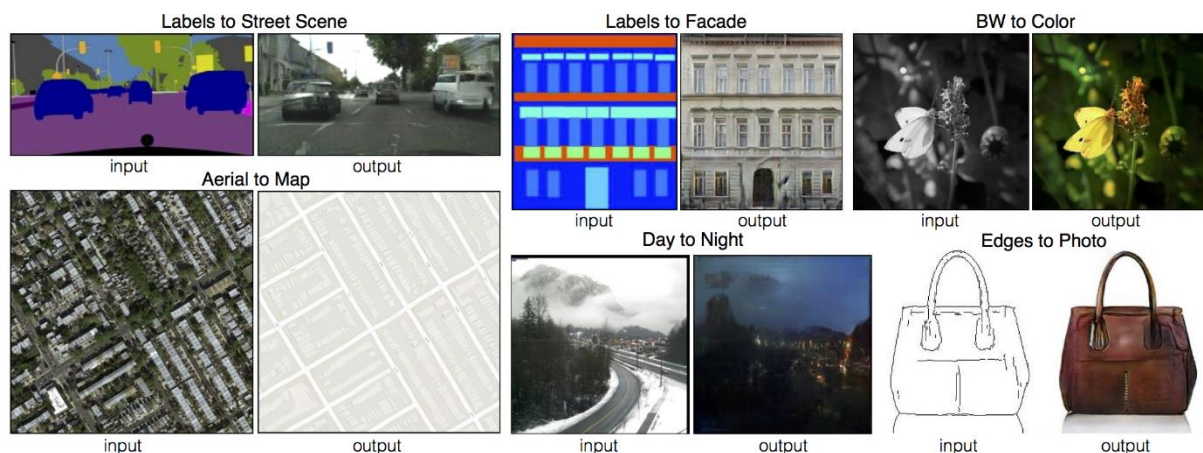 Labels to Street Scene
input
output
Aerial to Map
input
output
Labels to Facade
input
output
BW to Color
input
output
Day to Night
input
output
Edges to Photo
input
output